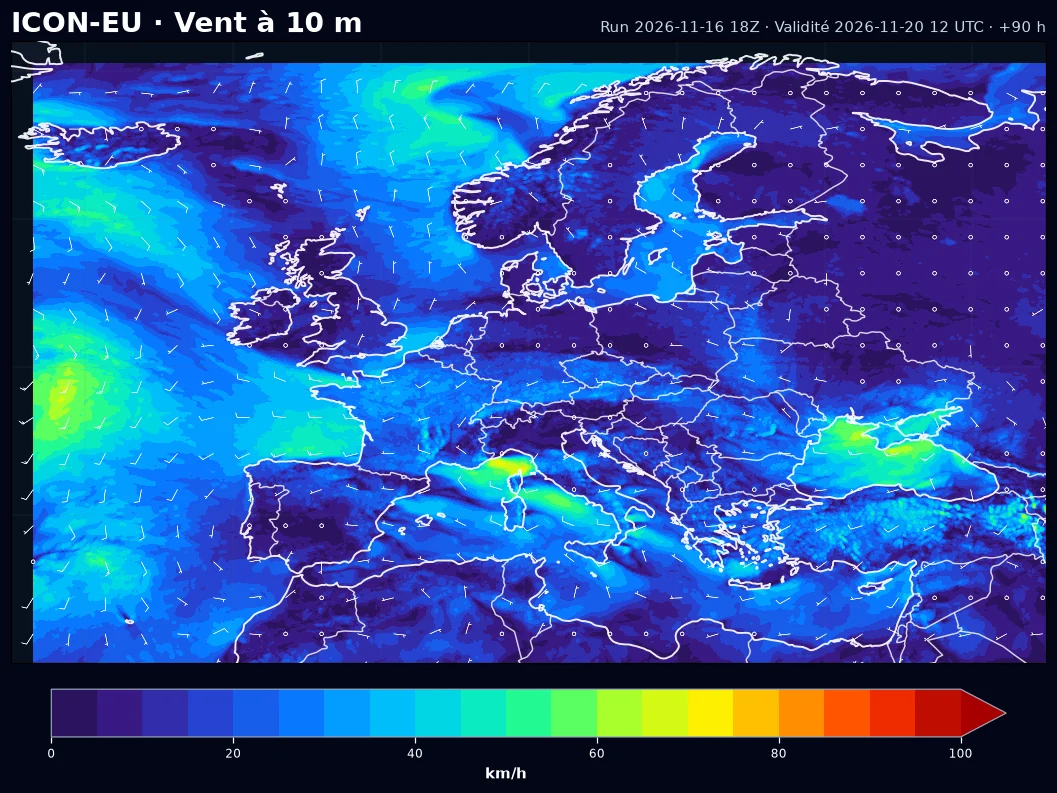 ICON-EU · Vent à 10 m
Run 2026-11-16 18Z · Validité 2026-11-20 12 UTC · +90 h
0 20 40 60 80 100
km/h